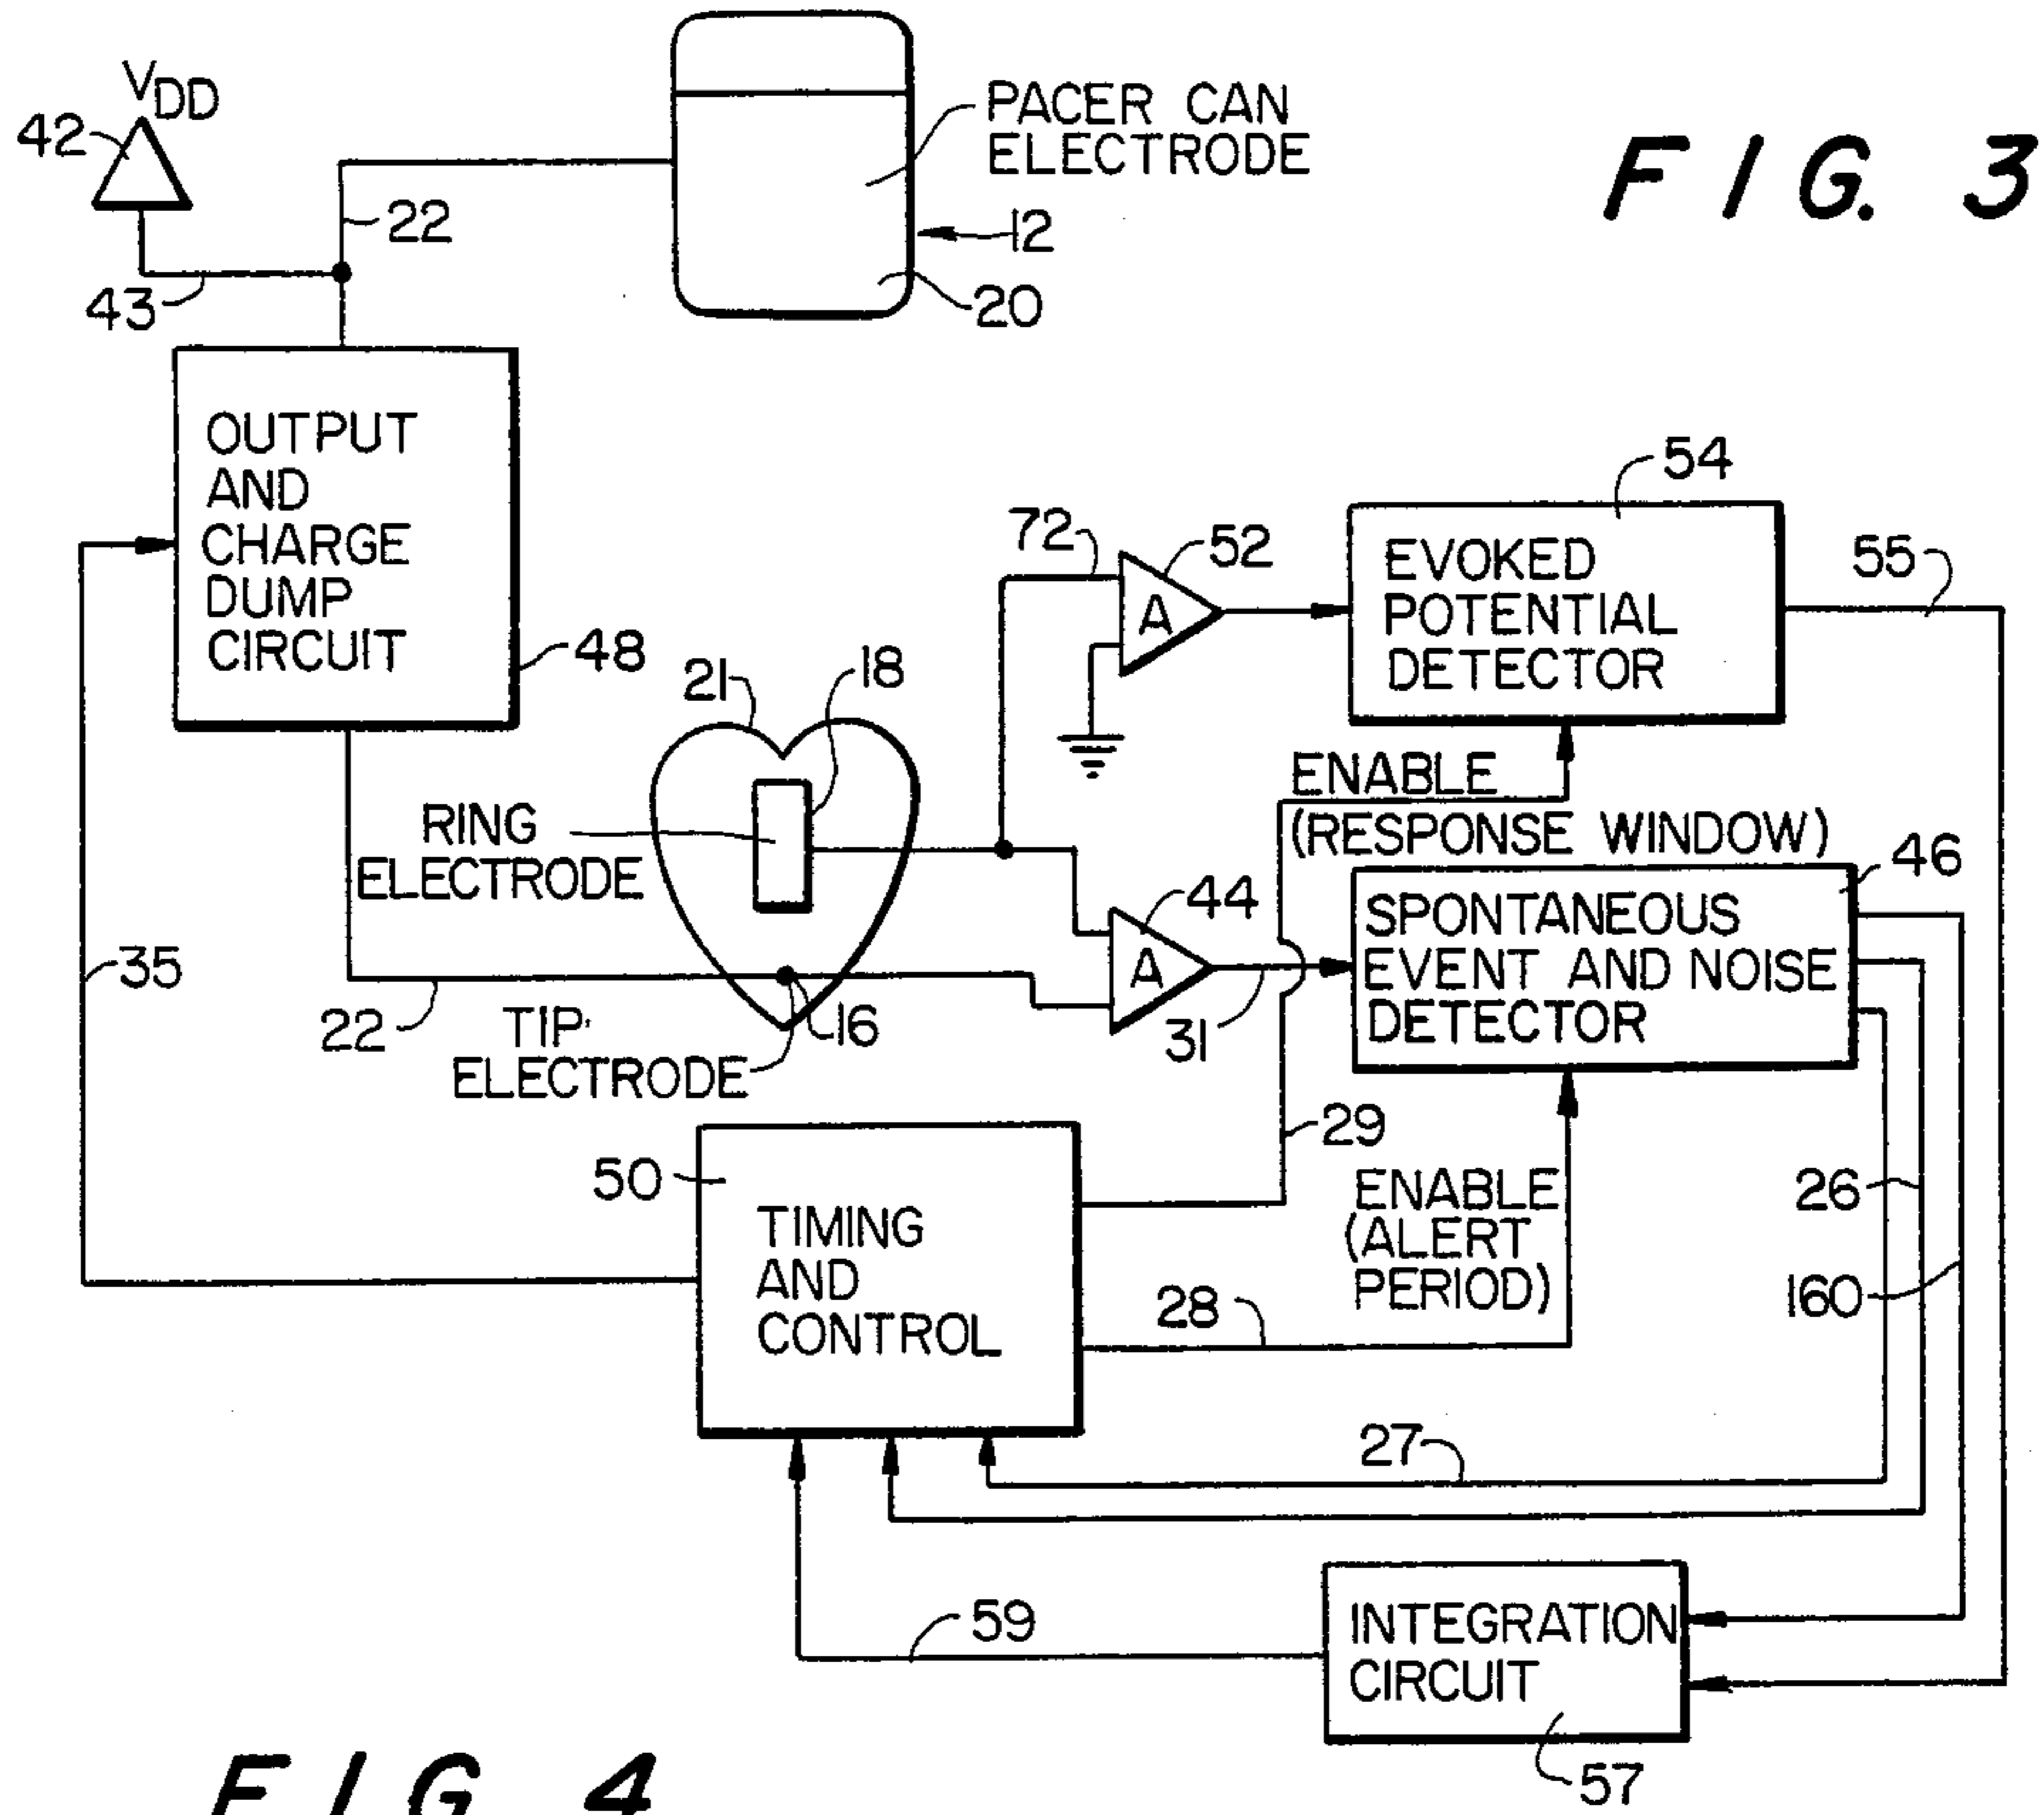 V DD
42
PACER CAN
ELECTRODE
FIG. 3
22
12
43
20
OUTPUT
AND
CHARGE
DUMP
CIRCUIT
48
54
72
52
EVOKED
POTENTIAL
DETECTOR
55
A
21
18
ENABLE
(RESPONSE WINDOW)
RING
ELECTRODE
46
44
SPONTANEOUS
EVENT AND NOISE
DETECTOR
A
35
22
TIP
ELECTRODE
16
31
29
50
TIMING
AND
CONTROL
ENABLE
(ALERT
PERIOD)
26
28
160
27
59
INTEGRATION
CIRCUIT
57
FIG 4